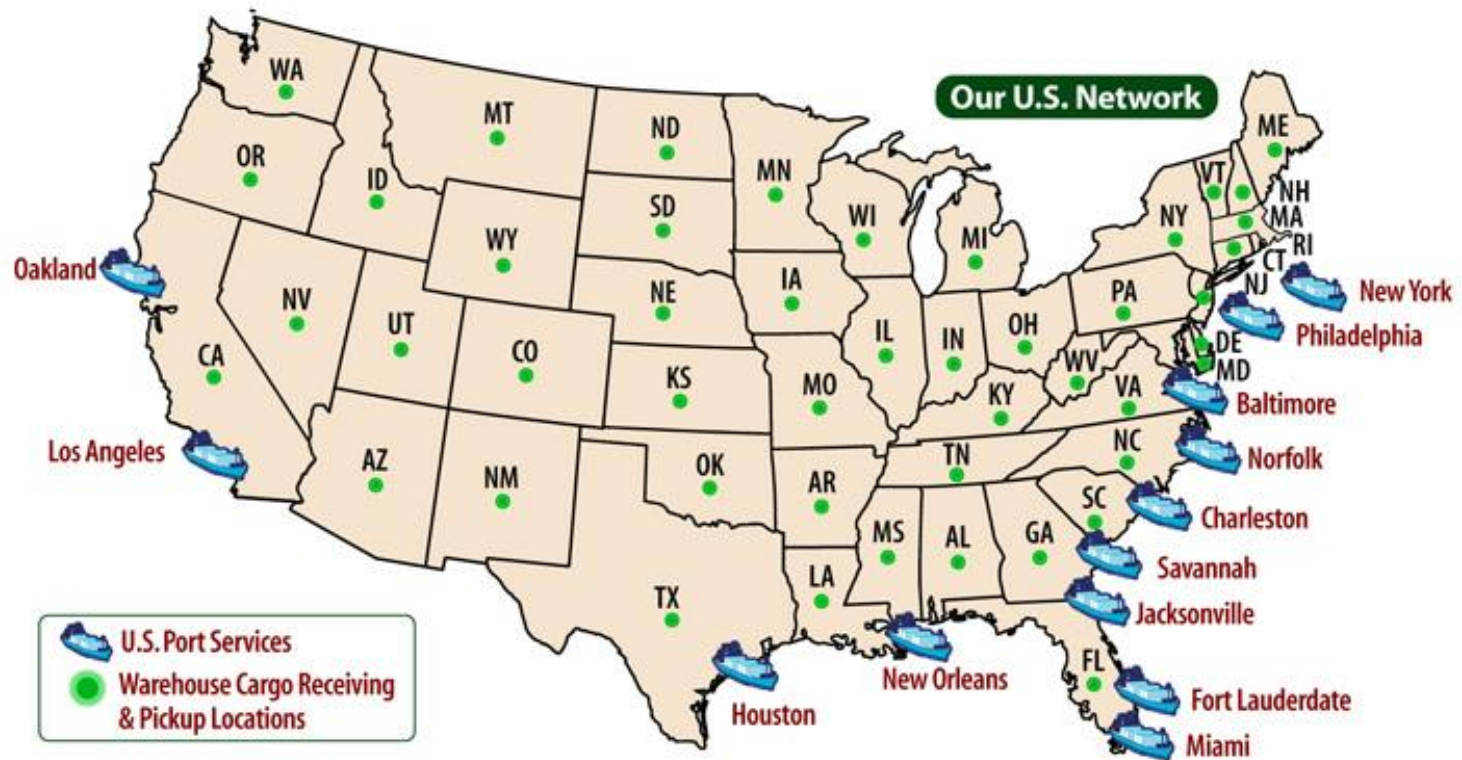 Our U.S. Network
WA
MT
ND
MN
ME
VT
NH
OR
ID
SD
WI
MI
NY
MA
RI
CT
WY
IA
NE
PA
NJ
Oakland
New York
NV
UT
CO
IL
IN
OH
Philadelphia
DE
MD
CA
KS
MO
WV
VA
KY
Baltimore
Los Angeles
AZ
NM
OK
AR
TN
NC
Norfolk
SC
Charleston
MS
AL
GA
Savannah
TX
LA
Jacksonville
U.S. Port Services
Warehouse Cargo Receiving
& Pickup Locations
Houston
New Orleans
FL
Fort Lauderdate
Miami